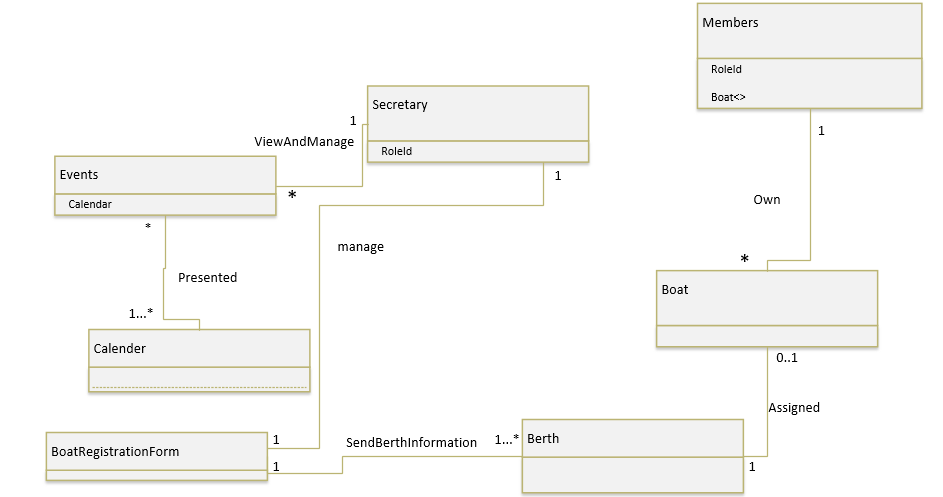 Members
RoleId
Boat<>
Secretary
RoleId
1
ViewAndManage
*
1
Events
Calendar
*
Presented
1...*
Calender
manage
1
Own
*
Boat
0..1
Assigned
BoatRegistrationForm
1
1
SendBerthInformation
1...*
Berth
1